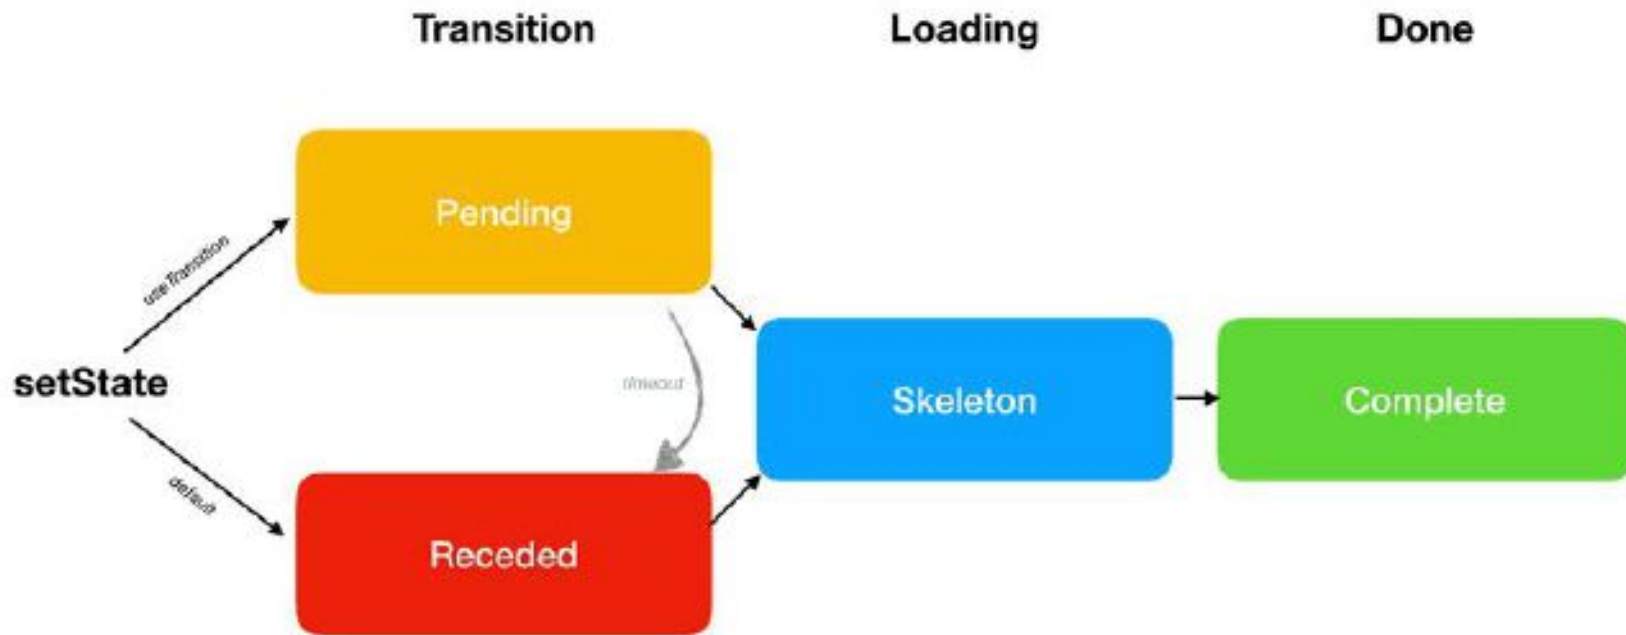 Transition
Loading
Done
Pending
useTransition
timeout
setState
Skeleton
Complete
default
Receded